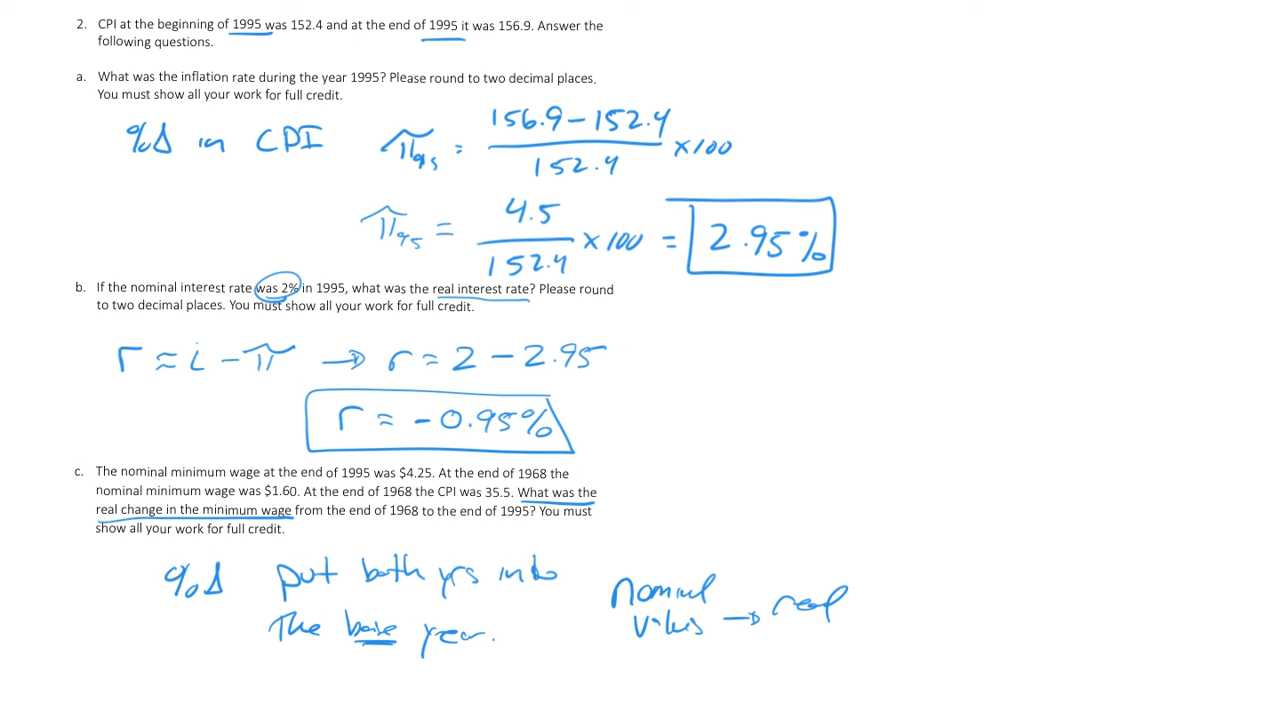 2. CPI at the beginning of 1995 was 152.4 and at the end of 1995 it was 156.9. Answer the
following questions.
a. What was the inflation rate during the year 1995? Please round to two decimal places.
You must show all your work for full credit.
%Δ in CPI π95 = 156.9 - 152.4 / 152.4 × 100
π95 = 4.5 / 152.4 × 100 = 2.95%
b. If the nominal interest rate was 2% in 1995, what was the real interest rate? Please round
to two decimal places. You must show all your work for full credit.
r ≈ i - π → r = 2 - 2.95
r = -0.95%
c. The nominal minimum wage at the end of 1995 was $4.25. At the end of 1968 the
nominal minimum wage was $1.60. At the end of 1968 the CPI was 35.5. What was the
real change in the minimum wage from the end of 1968 to the end of 1995? You must
show all your work for full credit.
%Δ put both yrs into
the base year.
nominal
values → real